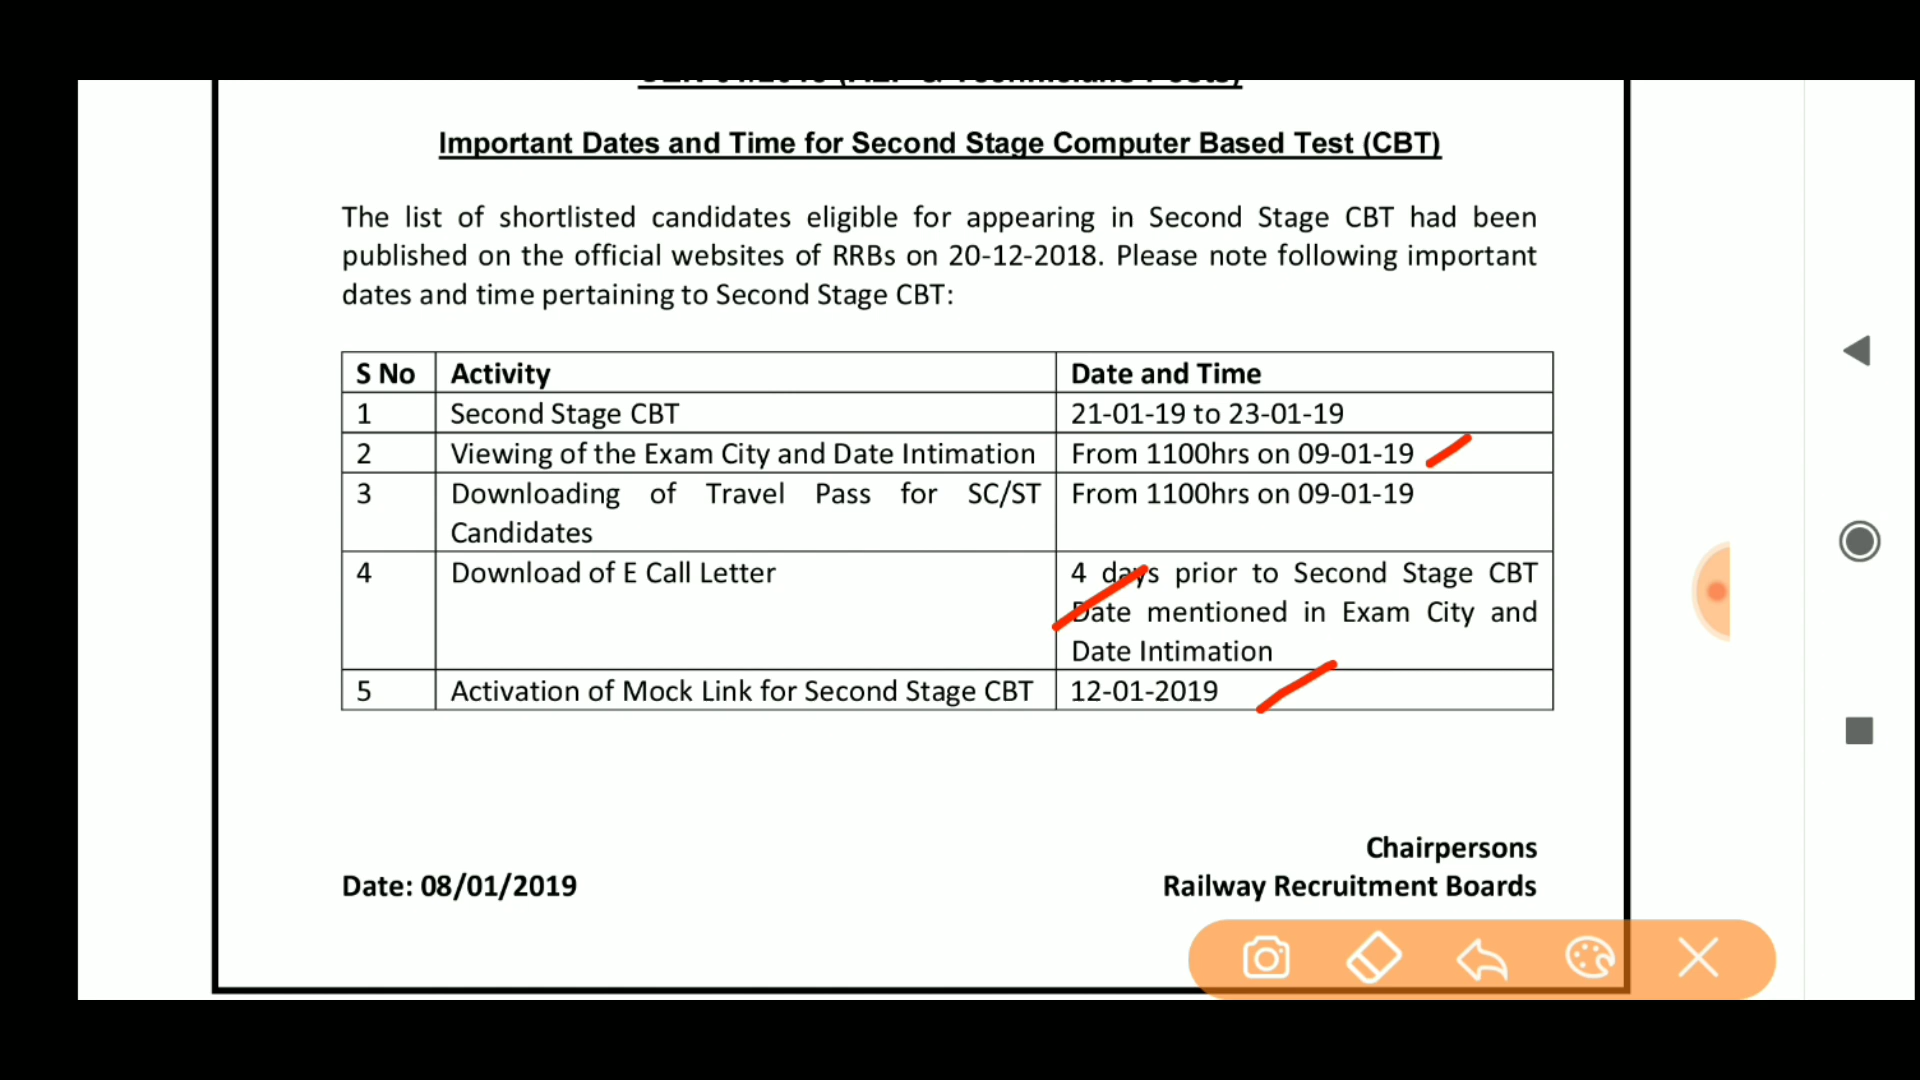 Important Dates and Time for Second Stage Computer Based Test (CBT)
The list of shortlisted candidates eligible for appearing in Second Stage CBT had been
published on the official websites of RRBs on 20-12-2018. Please note following important
dates and time pertaining to Second Stage CBT:
S No Activity Date and Time
1 Second Stage CBT 21-01-19 to 23-01-19
2 Viewing of the Exam City and Date Intimation From 1100hrs on 09-01-19
3 Downloading of Travel Pass for SC/ST From 1100hrs on 09-01-19
Candidates
4 Download of E Call Letter 4 days prior to Second Stage CBT
Date mentioned in Exam City and
Date Intimation
5 Activation of Mock Link for Second Stage CBT 12-01-2019
Chairpersons
Date: 08/01/2019 Railway Recruitment Boards